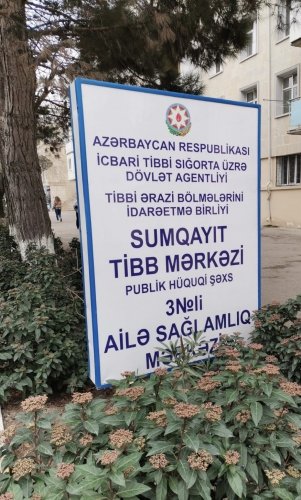 AZƏRBAYCAN RESPUBLİKASI
İCBARİ TİBBİ SIĞORTA ÜZRƏ
DÖVLƏT AGENTLİYİ
TİBBİ ƏRAZİ BÖLMƏLƏRİNİ
İDARƏETMƏ BİRLİYİ
SUMQAYIT
TİBB MƏRKƏZİ
PUBLİK HÜQUQİ ŞƏXS
3№li
AİLƏ SAĞLAMLIQ
MƏRKƏZİ